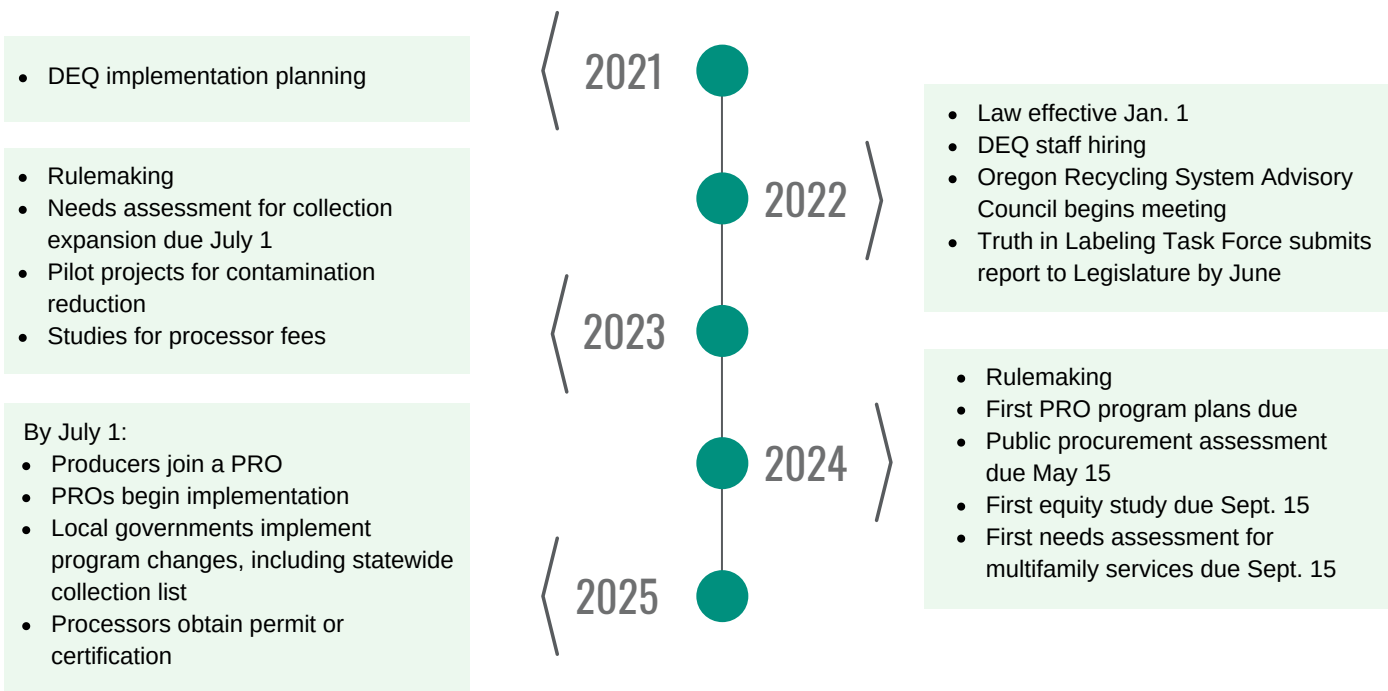 2021
• DEQ implementation planning
2022
• Law effective Jan. 1
• DEQ staff hiring
• Oregon Recycling System Advisory
Council begins meeting
• Truth in Labeling Task Force submits
report to Legislature by June
2023
• Rulemaking
• Needs assessment for collection
expansion due July 1
• Pilot projects for contamination
reduction
• Studies for processor fees
2024
• Rulemaking
• First PRO program plans due
• Public procurement assessment
due May 15
• First equity study due Sept. 15
• First needs assessment for
multifamily services due Sept. 15
2025
By July 1:
• Producers join a PRO
• PROs begin implementation
• Local governments implement
program changes, including statewide
collection list
• Processors obtain permit or
certification